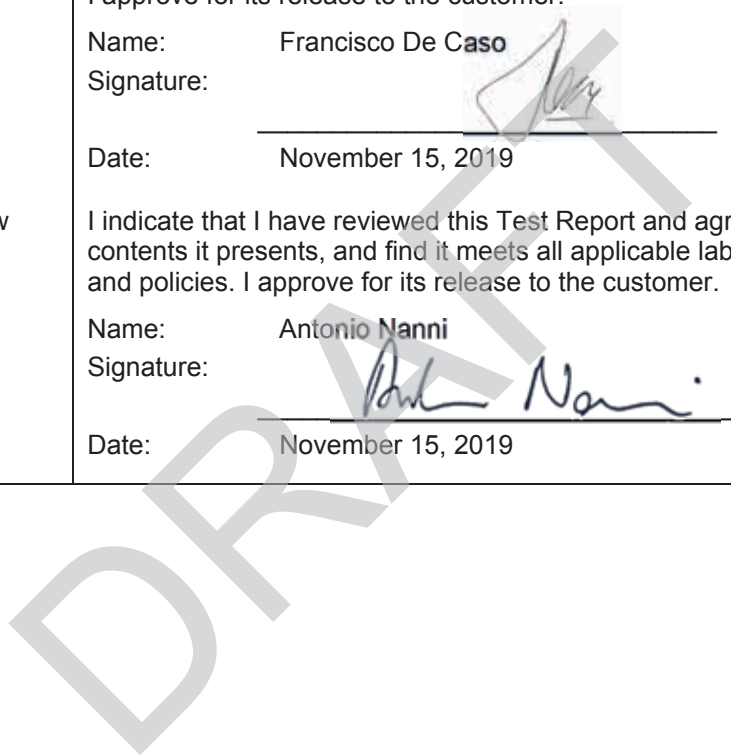 I approve for its release to the customer.
Name: Francisco De Caso
Signature:
Date: November 15, 2019
w
I indicate that I have reviewed this Test Report and agr
contents it presents, and find it meets all applicable lab
and policies. I approve for its release to the customer.
Name: Antonio Nanni
Signature:
Date: November 15, 2019
DRAFT